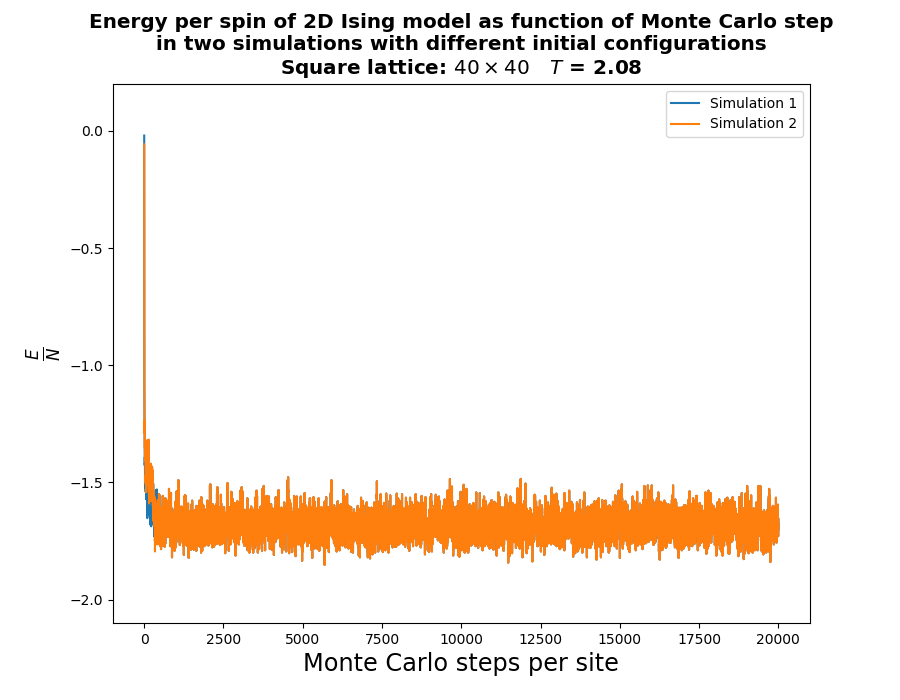 Energy per spin of 2D Ising model as function of Monte Carlo step
in two simulations with different initial configurations
Square lattice: 40 × 40 T = 2.08
Simulation 1
Simulation 2
0.0
−0.5
−1.0
−1.5
−2.0
E
N
0 2500 5000 7500 10000 12500 15000 17500 20000
Monte Carlo steps per site